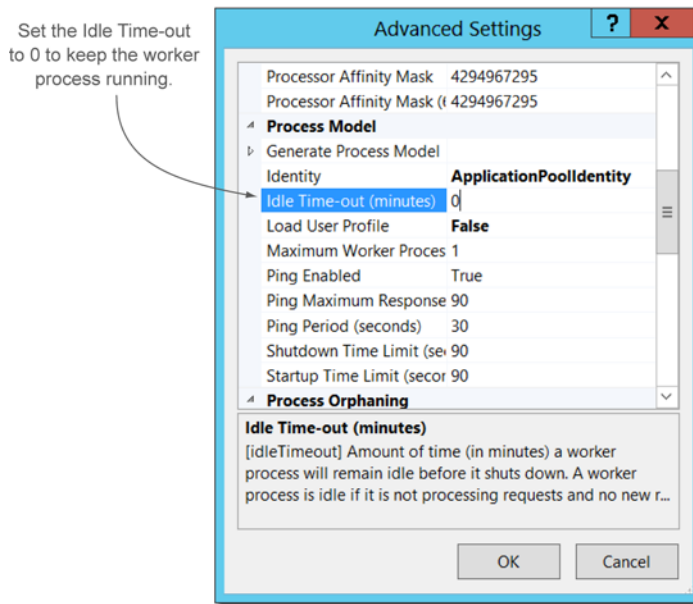 Set the Idle Time-out
to 0 to keep the worker
process running.
Advanced Settings
?
x
Processor Affinity Mask 4294967295
Processor Affinity Mask (6 4294967295
Process Model
Generate Process Model
Identity ApplicationPoolIdentity
Idle Time-out (minutes) 0
Load User Profile False
Maximum Worker Proces 1
Ping Enabled True
Ping Maximum Response 90
Ping Period (seconds) 30
Shutdown Time Limit (se 90
Startup Time Limit (secor 90
Process Orphaning
Idle Time-out (minutes)
[idleTimeout] Amount of time (in minutes) a worker
process will remain idle before it shuts down. A worker
process is idle if it is not processing requests and no new r...
OK Cancel